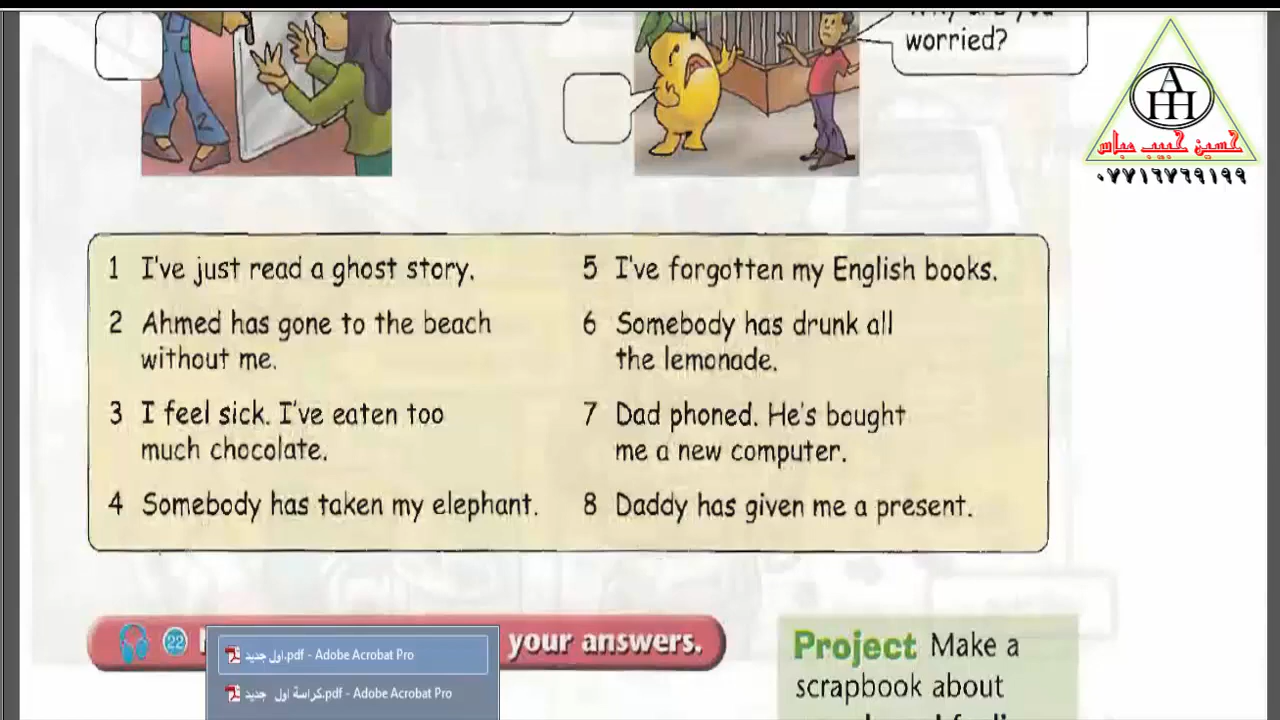 worried?
AHH
حسين حبيب عباس
٠٧٧١٦٧٦٩١٩٩
1 I've just read a ghost story.
2 Ahmed has gone to the beach
without me.
3 I feel sick. I've eaten too
much chocolate.
4 Somebody has taken my elephant.
5 I've forgotten my English books.
6 Somebody has drunk all
the lemonade.
7 Dad phoned. He's bought
me a new computer.
8 Daddy has given me a present.
22
your answers.
اول جديد.pdf - Adobe Acrobat Pro
كراسة اول جديد.pdf - Adobe Acrobat Pro
Project Make a
scrapbook about